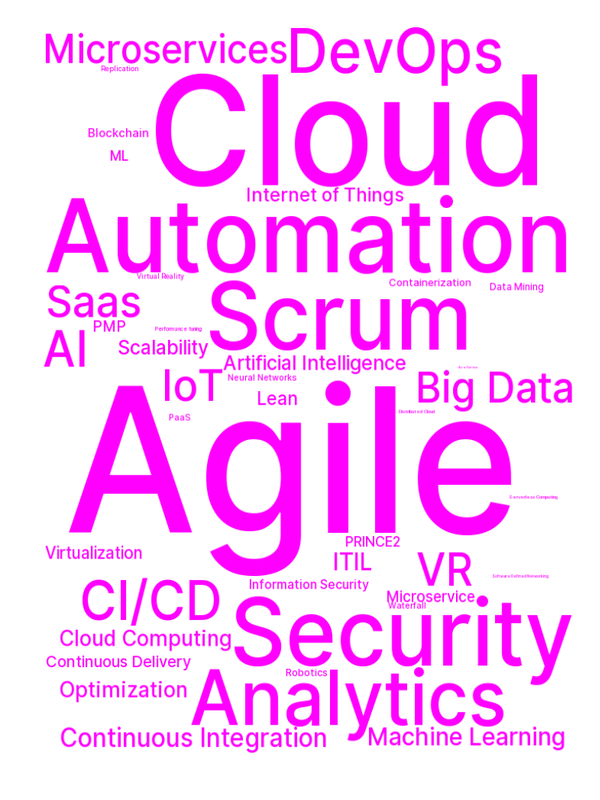 Microservices DevOps
Replication
Cloud
Blockchain
ML
Internet of Things
Automation
Virtual Reality
Containerization
Data Mining
Saas
Scrum
PMP
Performance tuning
AI
Scalability
Artificial Intelligence
IoT
Neural Networks
Big Data
Lean
Agile
Distributed Cloud
PaaS
Serverless Computing
PRINCE2
Virtualization
ITIL
VR
Software Defined Networking
CI/CD
Information Security
Microservice
Waterfall
Security
Cloud Computing
Continuous Delivery
Robotics
Analytics
Optimization
Continuous Integration
Machine Learning